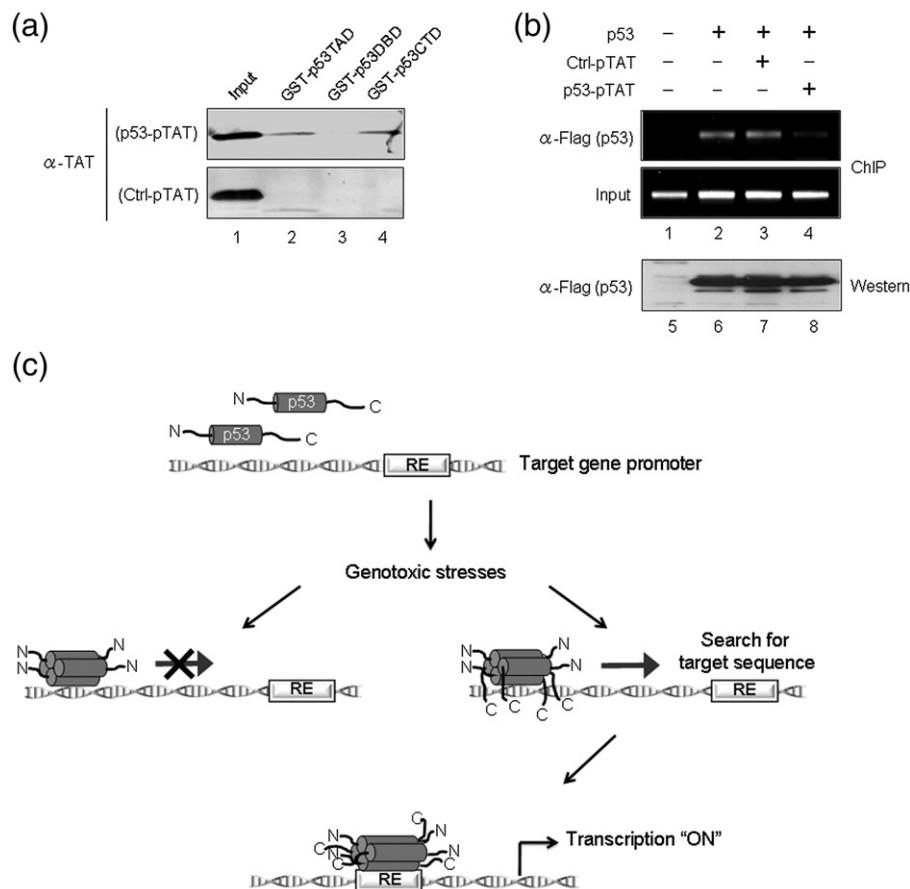 (a)
Input GST-p53TAD GST-p53DBD GST-p53CTD
α-TAT
(p53-pTAT)
(Ctrl-pTAT)
1 2 3 4
(b)
p53 – + + +
Ctrl-pTAT – – + –
p53-pTAT – – – +
α-Flag (p53)
Input
ChIP
1 2 3 4
α-Flag (p53)
Western
5 6 7 8
(c)
N p53 C
N p53 C
RE
Target gene promoter
Genotoxic stresses
N N N N
RE
N N N N
C C C C
Search for
target sequence
RE
C N N C N C N C
RE
Transcription “ON”